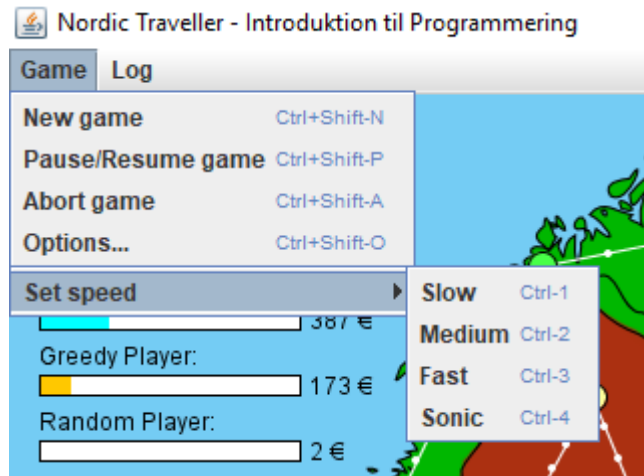 Nordic Traveller - Introduktion til Programmering
Game Log
New game Ctrl+Shift-N
Pause/Resume game Ctrl+Shift-P
Abort game Ctrl+Shift-A
Options... Ctrl+Shift-O
Set speed
Slow Ctrl-1
Medium Ctrl-2
Fast Ctrl-3
Sonic Ctrl-4
387 €
Greedy Player:
173 €
Random Player:
2 €